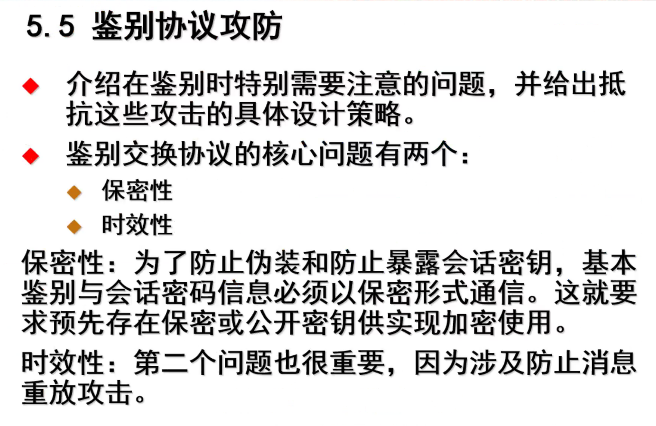 5.5 鉴别协议攻防
介绍在鉴别时特别需要注意的问题，并给出抵
抗这些攻击的具体设计策略。
鉴别交换协议的核心问题有两个：
保密性
时效性
保密性：为了防止伪装和防止暴露会话密钥，基本
鉴别与会话密码信息必须以保密形式通信。这就要
求预先存在保密或公开密钥供实现加密使用。
时效性：第二个问题也很重要，因为涉及防止消息
重放攻击。